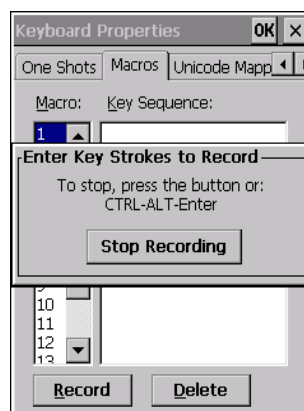 Keyboard Properties OK ×
One Shots Macros Unicode Mapp
Macro: Key Sequence:
1
Enter Key Strokes to Record
To stop, press the button or:
CTRL-ALT-Enter
Stop Recording
10
11
12
13
Record Delete